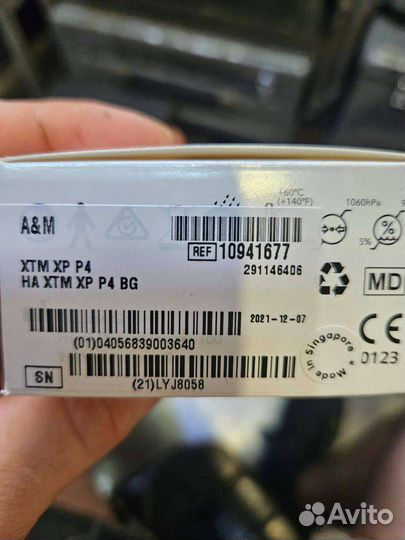 +60°C
(+140°F)
1060hPa
5%
A&M
REF 10941677
291146406
XTM XP P4
HA XTM XP P4 BG
MD
2021-12-07
(01)04056839003640
Made in Singapore
CE
0123
SN
(21)LYJ8058
Avito